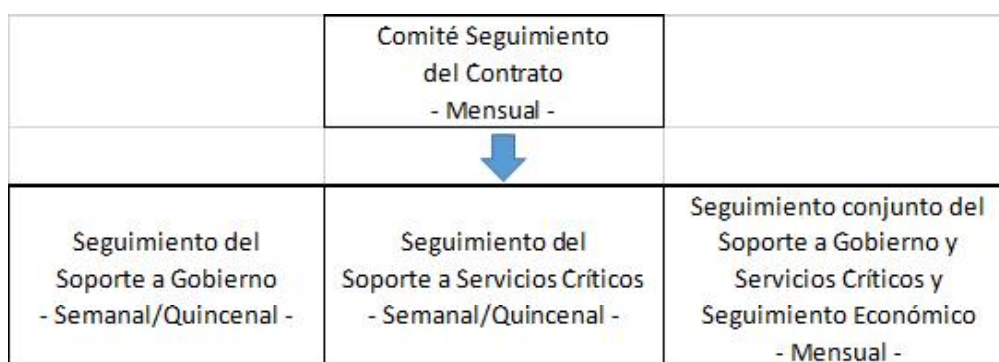 Comité Seguimiento
del Contrato
- Mensual -
Seguimiento del
Soporte a Gobierno
- Semanal/Quincenal -
Seguimiento del
Soporte a Servicios Críticos
- Semanal/Quincenal -
Seguimiento conjunto del
Soporte a Gobierno y
Servicios Críticos y
Seguimiento Económico
- Mensual -